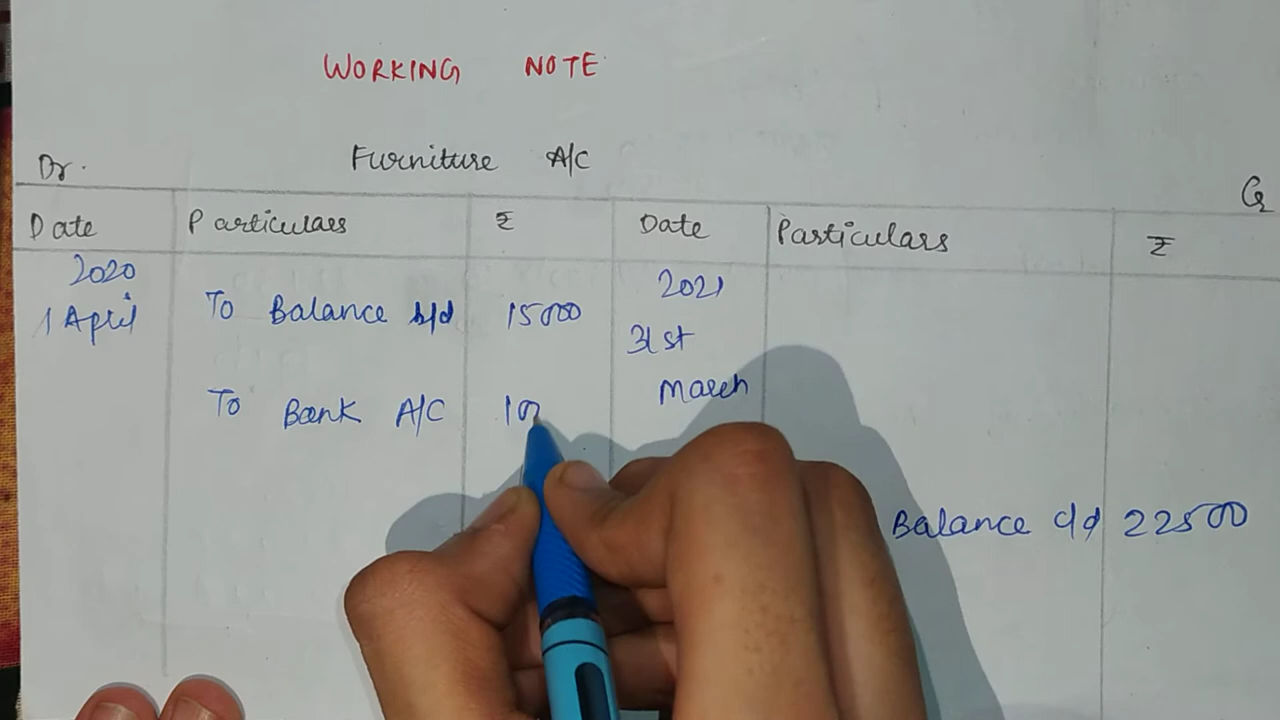 WORKING NOTE
Dr. Furniture A/C Cr
Date Particulars ₹ Date Particulars ₹
2020 2021
1 April To Balance b/d 15000 31st
March
To Bank A/C 10
Balance c/d 22500